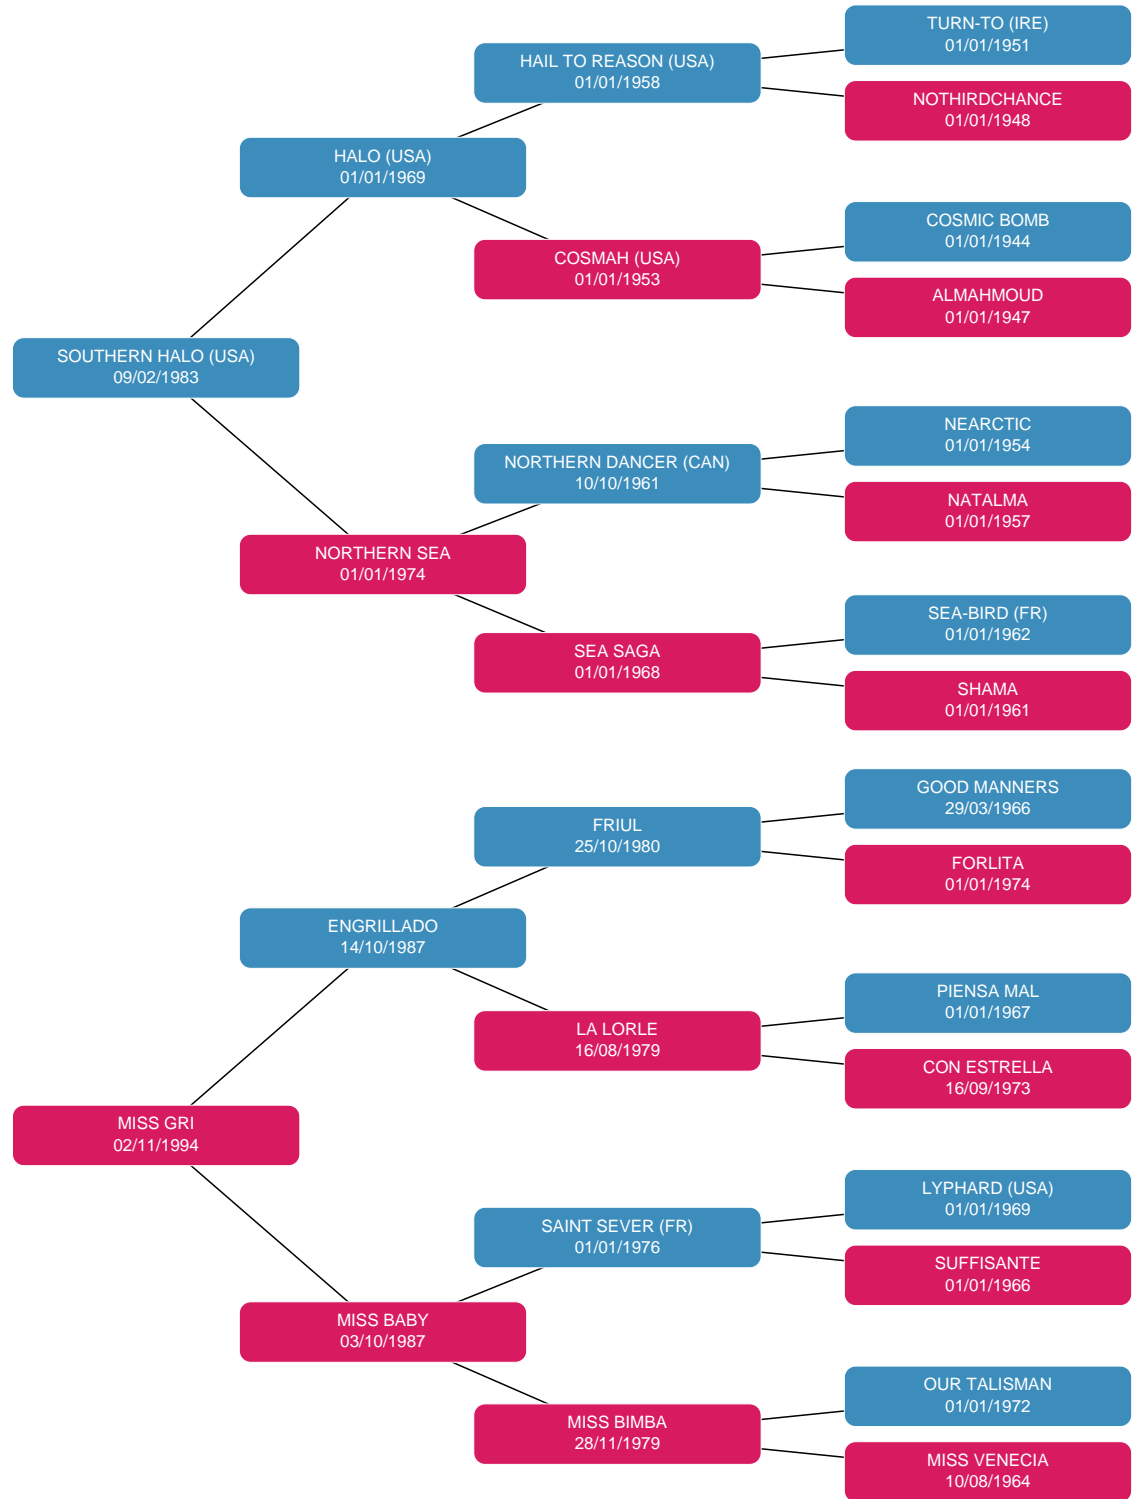 TURN-TO (IRE)
01/01/1951
HAIL TO REASON (USA)
01/01/1958
NOTHIRDCHANCE
01/01/1948
HALO (USA)
01/01/1969
COSMIC BOMB
01/01/1944
COSMAH (USA)
01/01/1953
ALMAHMOUD
01/01/1947
SOUTHERN HALO (USA)
09/02/1983
NEARCTIC
01/01/1954
NORTHERN DANCER (CAN)
10/10/1961
NATALMA
01/01/1957
NORTHERN SEA
01/01/1974
SEA-BIRD (FR)
01/01/1962
SEA SAGA
01/01/1968
SHAMA
01/01/1961
GOOD MANNERS
29/03/1966
FRIUL
25/10/1980
FORLITA
01/01/1974
ENGRILLADO
14/10/1987
PIENSA MAL
01/01/1967
LA LORLE
16/08/1979
CON ESTRELLA
16/09/1973
MISS GRI
02/11/1994
LYPHARD (USA)
01/01/1969
SAINT SEVER (FR)
01/01/1976
SUFFISANTE
01/01/1966
MISS BABY
03/10/1987
OUR TALISMAN
01/01/1972
MISS BIMBA
28/11/1979
MISS VENECIA
10/08/1964